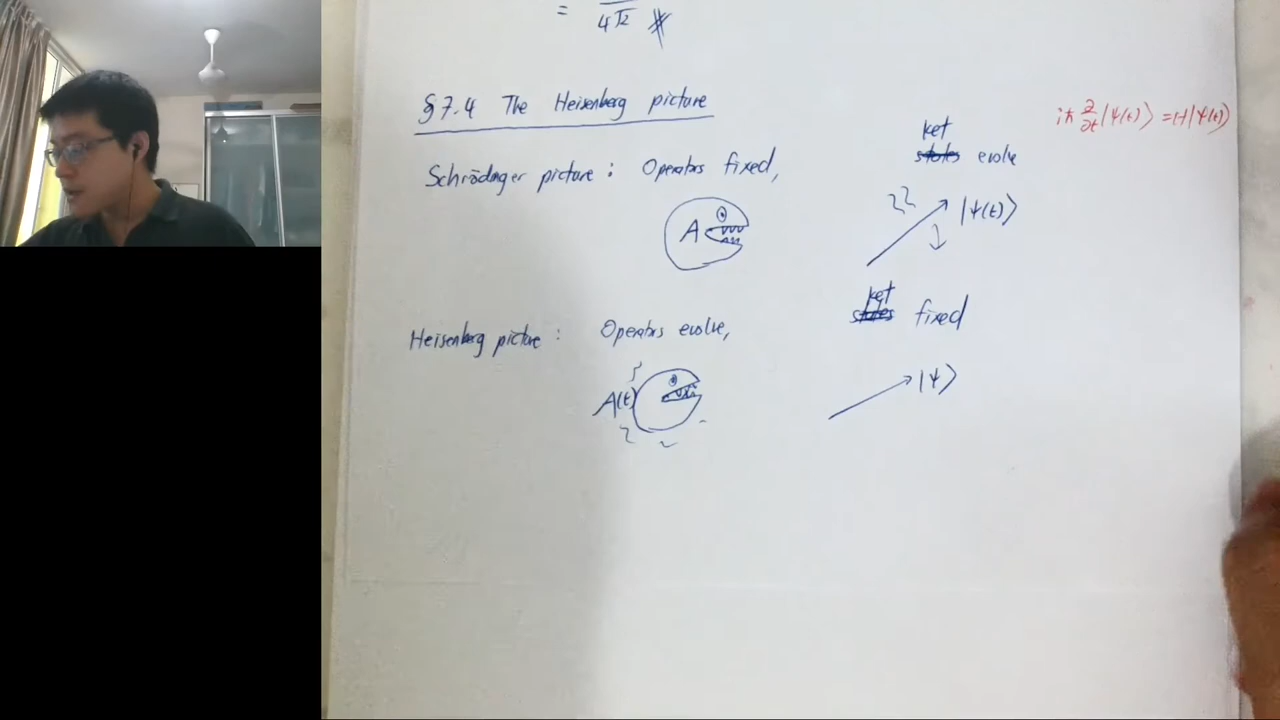 = 4√2
§7.4 The Heisenberg picture
iℏ ∂/∂t |Ψ(t)⟩ = H|Ψ(t)⟩
ket
Schrödinger picture : Operators fixed, states evolve
A |Ψ(t)⟩
ket
Heisenberg picture : Operators evolve, states fixed
A(t) |Ψ⟩